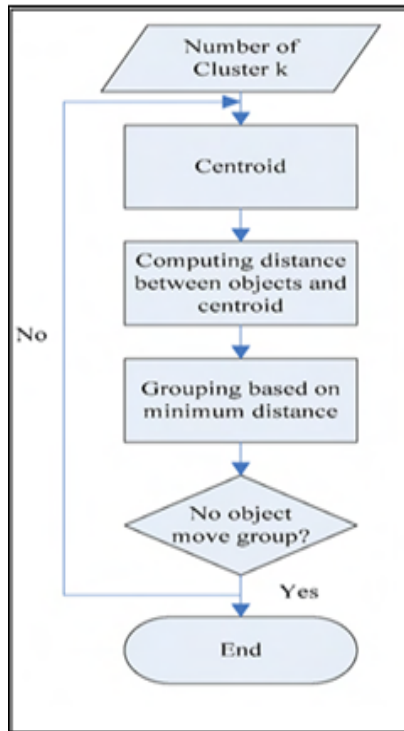 Number of
Cluster k
Centroid
Computing distance
between objects and
centroid
No
Grouping based on
minimum distance
No object
move group?
Yes
End